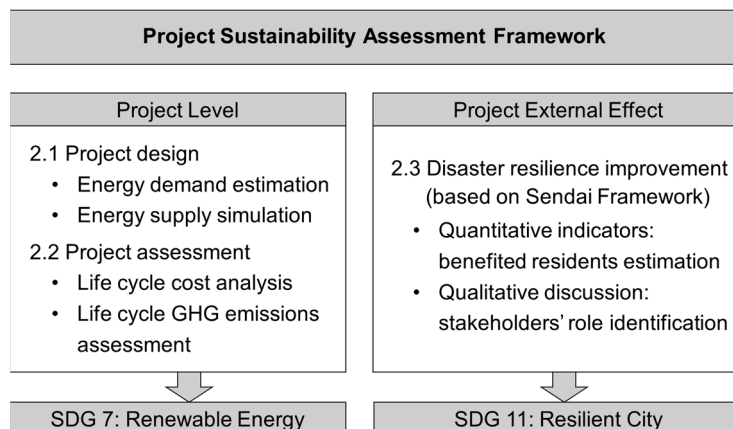 Project Sustainability Assessment Framework
Project Level
2.1 Project design
• Energy demand estimation
• Energy supply simulation
2.2 Project assessment
• Life cycle cost analysis
• Life cycle GHG emissions
assessment
SDG 7: Renewable Energy
Project External Effect
2.3 Disaster resilience improvement
(based on Sendai Framework)
• Quantitative indicators:
benefited residents estimation
• Qualitative discussion:
stakeholders’ role identification
SDG 11: Resilient City